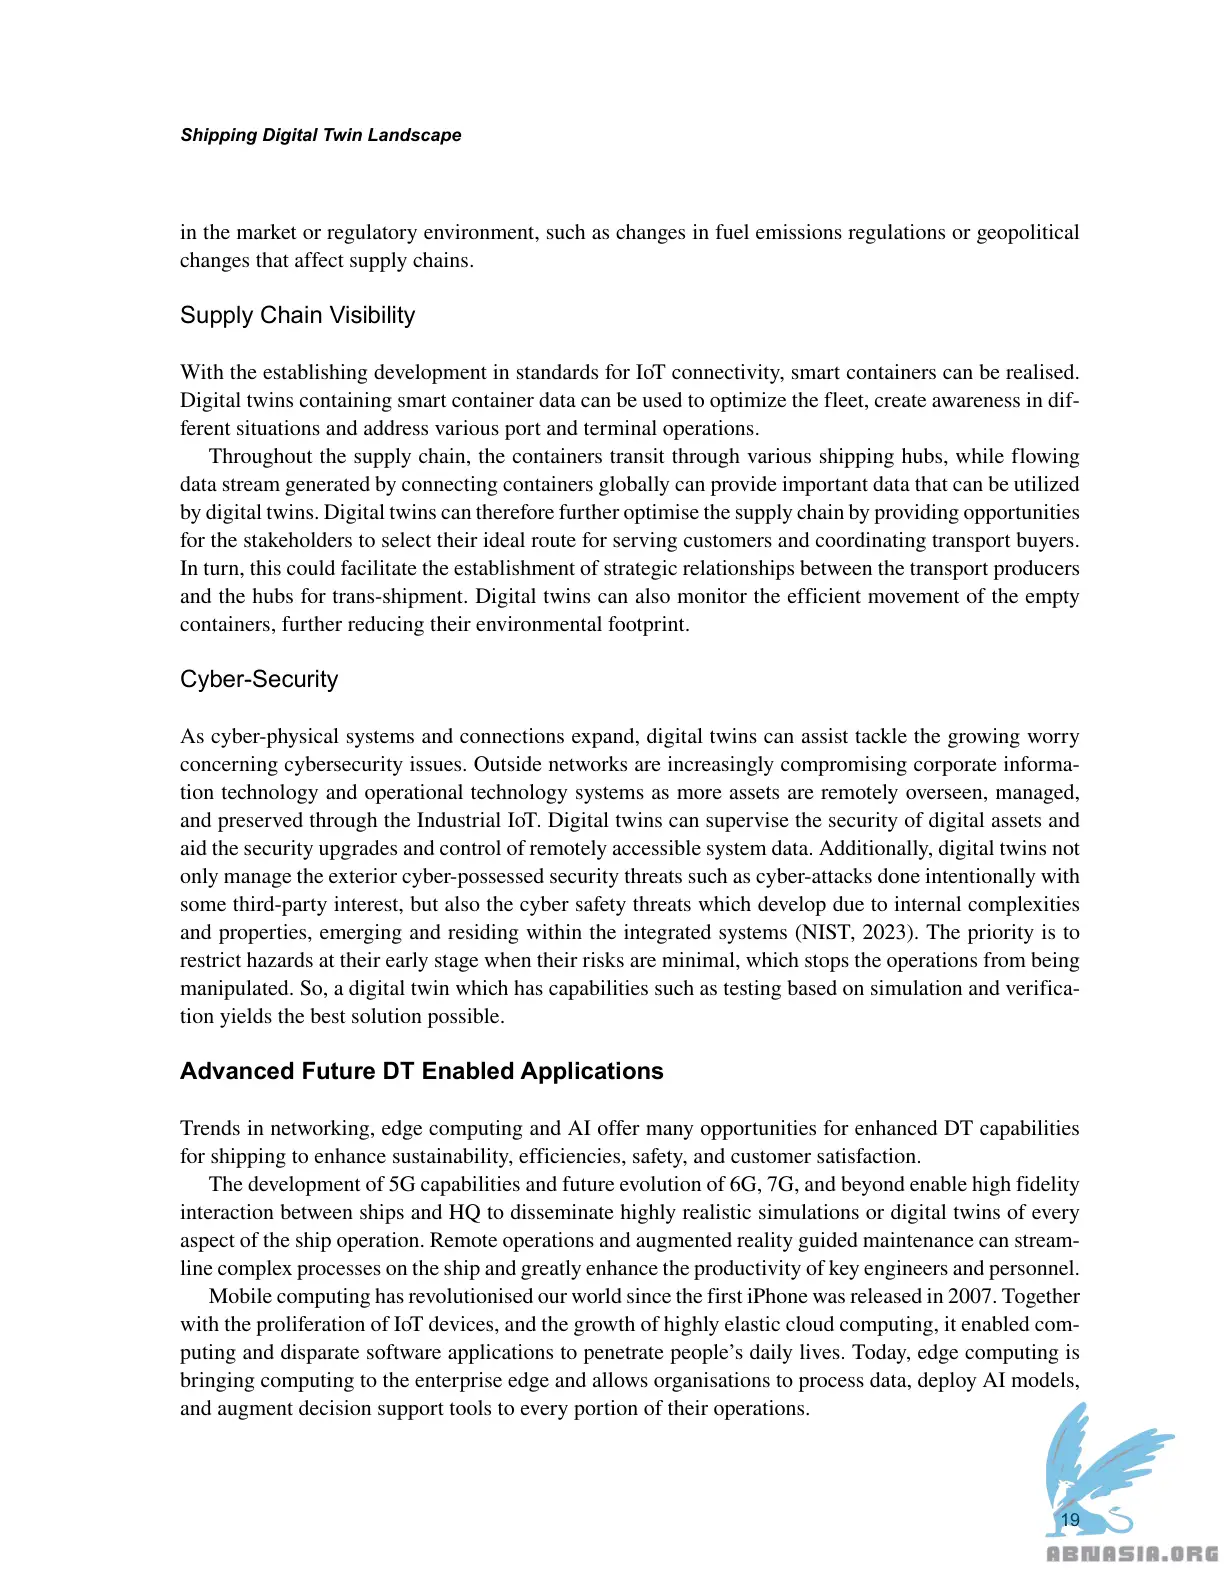 Shipping Digital Twin Landscape
in the market or regulatory environment, such as changes in fuel emissions regulations or geopolitical
changes that affect supply chains.
Supply Chain Visibility
With the establishing development in standards for IoT connectivity, smart containers can be realised.
Digital twins containing smart container data can be used to optimize the fleet, create awareness in dif-
ferent situations and address various port and terminal operations.
Throughout the supply chain, the containers transit through various shipping hubs, while flowing
data stream generated by connecting containers globally can provide important data that can be utilized
by digital twins. Digital twins can therefore further optimise the supply chain by providing opportunities
for the stakeholders to select their ideal route for serving customers and coordinating transport buyers.
In turn, this could facilitate the establishment of strategic relationships between the transport producers
and the hubs for trans-shipment. Digital twins can also monitor the efficient movement of the empty
containers, further reducing their environmental footprint.
Cyber-Security
As cyber-physical systems and connections expand, digital twins can assist tackle the growing worry
concerning cybersecurity issues. Outside networks are increasingly compromising corporate informa-
tion technology and operational technology systems as more assets are remotely overseen, managed,
and preserved through the Industrial IoT. Digital twins can supervise the security of digital assets and
aid the security upgrades and control of remotely accessible system data. Additionally, digital twins not
only manage the exterior cyber-possessed security threats such as cyber-attacks done intentionally with
some third-party interest, but also the cyber safety threats which develop due to internal complexities
and properties, emerging and residing within the integrated systems (NIST, 2023). The priority is to
restrict hazards at their early stage when their risks are minimal, which stops the operations from being
manipulated. So, a digital twin which has capabilities such as testing based on simulation and verifica-
tion yields the best solution possible.
Advanced Future DT Enabled Applications
Trends in networking, edge computing and AI offer many opportunities for enhanced DT capabilities
for shipping to enhance sustainability, efficiencies, safety, and customer satisfaction.
The development of 5G capabilities and future evolution of 6G, 7G, and beyond enable high fidelity
interaction between ships and HQ to disseminate highly realistic simulations or digital twins of every
aspect of the ship operation. Remote operations and augmented reality guided maintenance can stream-
line complex processes on the ship and greatly enhance the productivity of key engineers and personnel.
Mobile computing has revolutionised our world since the first iPhone was released in 2007. Together
with the proliferation of IoT devices, and the growth of highly elastic cloud computing, it enabled com-
puting and disparate software applications to penetrate people’s daily lives. Today, edge computing is
bringing computing to the enterprise edge and allows organisations to process data, deploy AI models,
and augment decision support tools to every portion of their operations.
19
ABNASIA.ORG